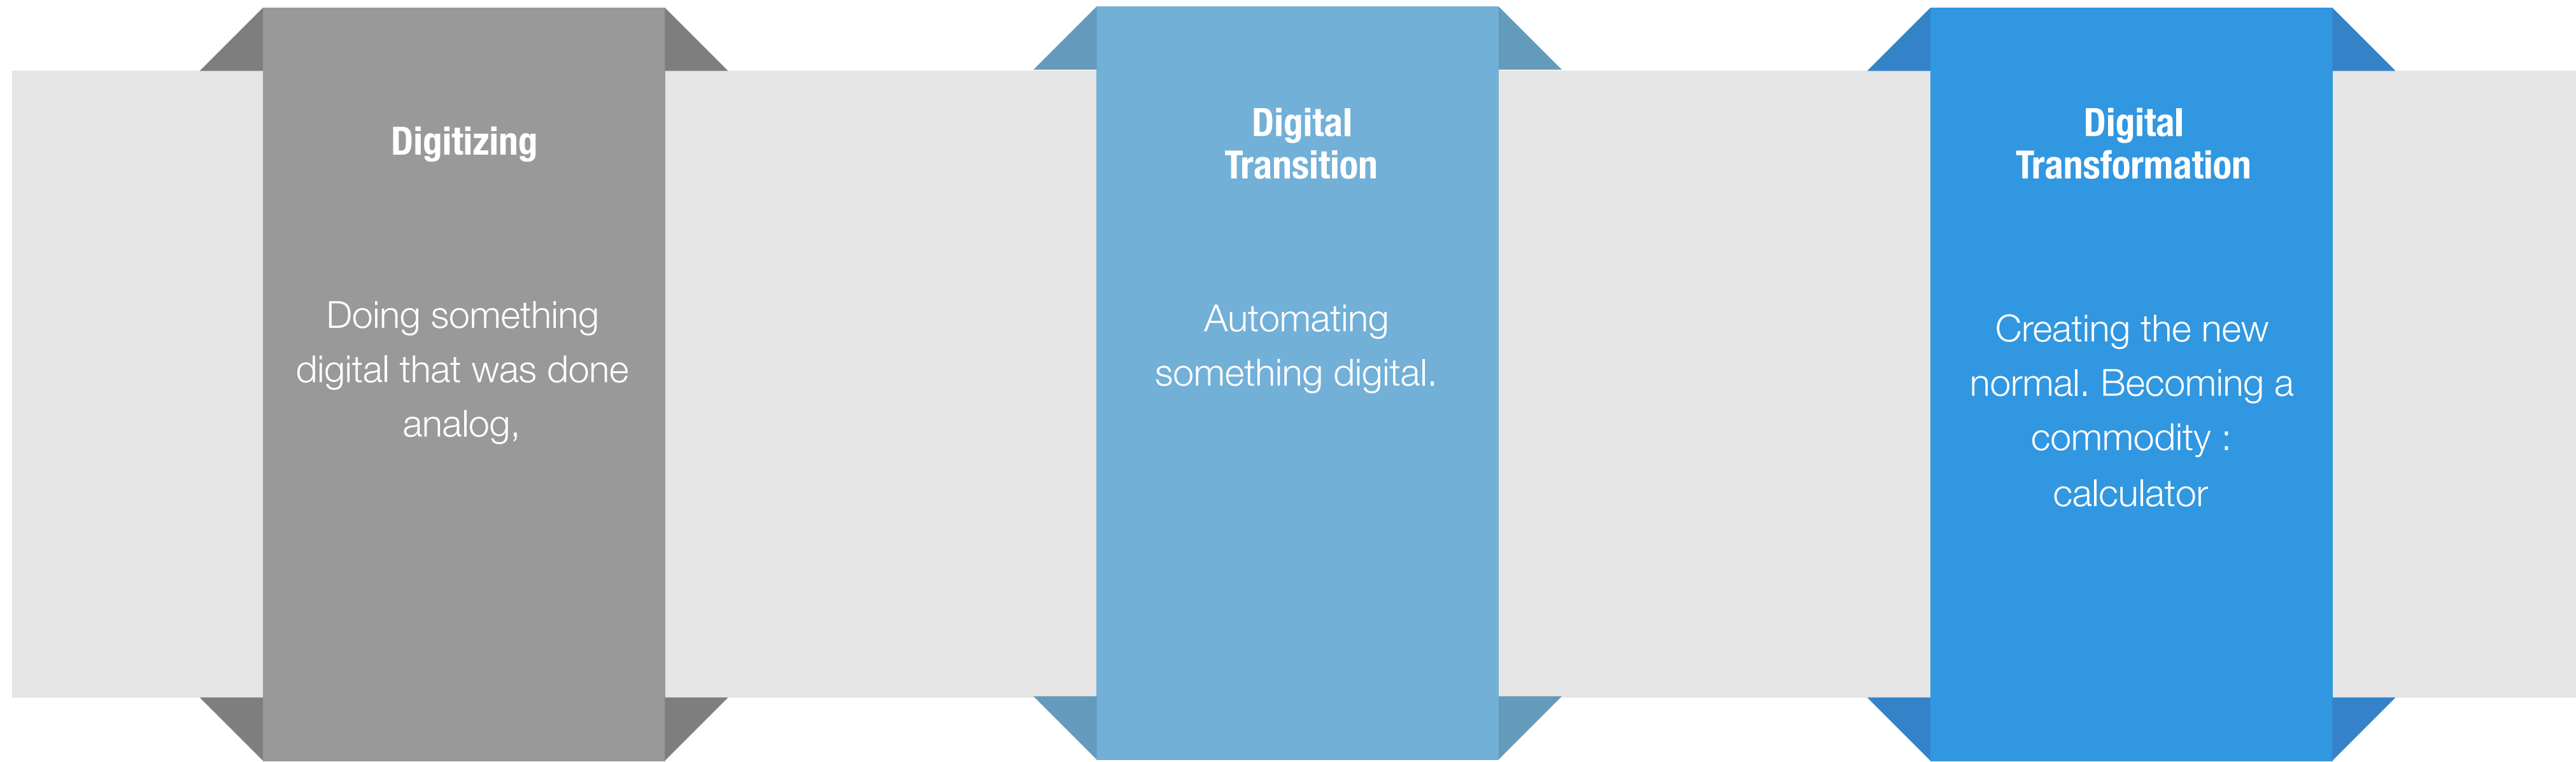 Digitizing
Doing something
digital that was done
analog,
Digital
Transition
Automating
something digital.
Digital
Transformation
Creating the new
normal. Becoming a
commodity :
calculator